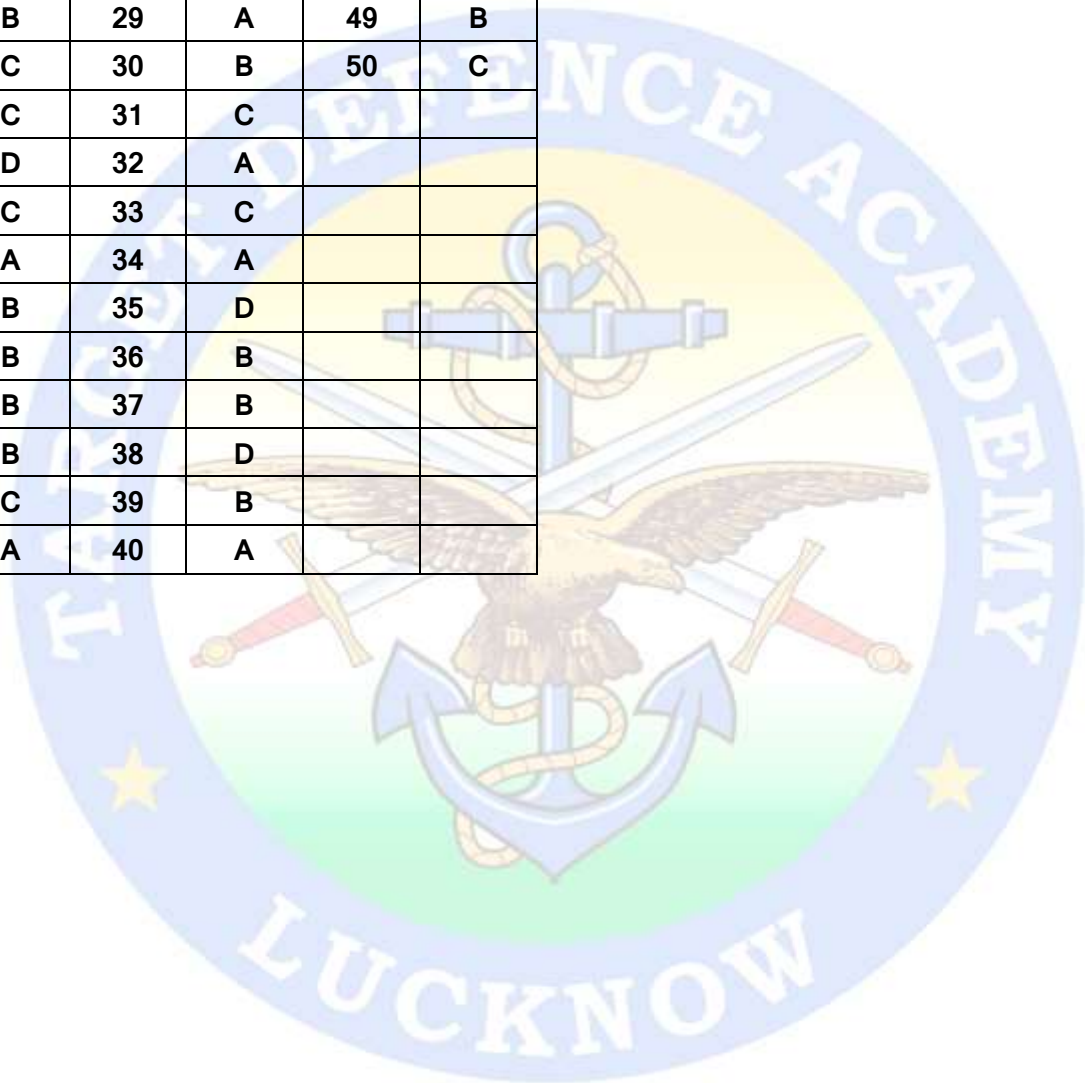 B 29 A 49 B
C 30 B 50 C
C 31 C
D 32 A
C 33 C
A 34 A
B 35 D
B 36 B
B 37 B
B 38 D
C 39 B
A 40 A
TARGET DEFENCE ACADEMY
LUCKNOW